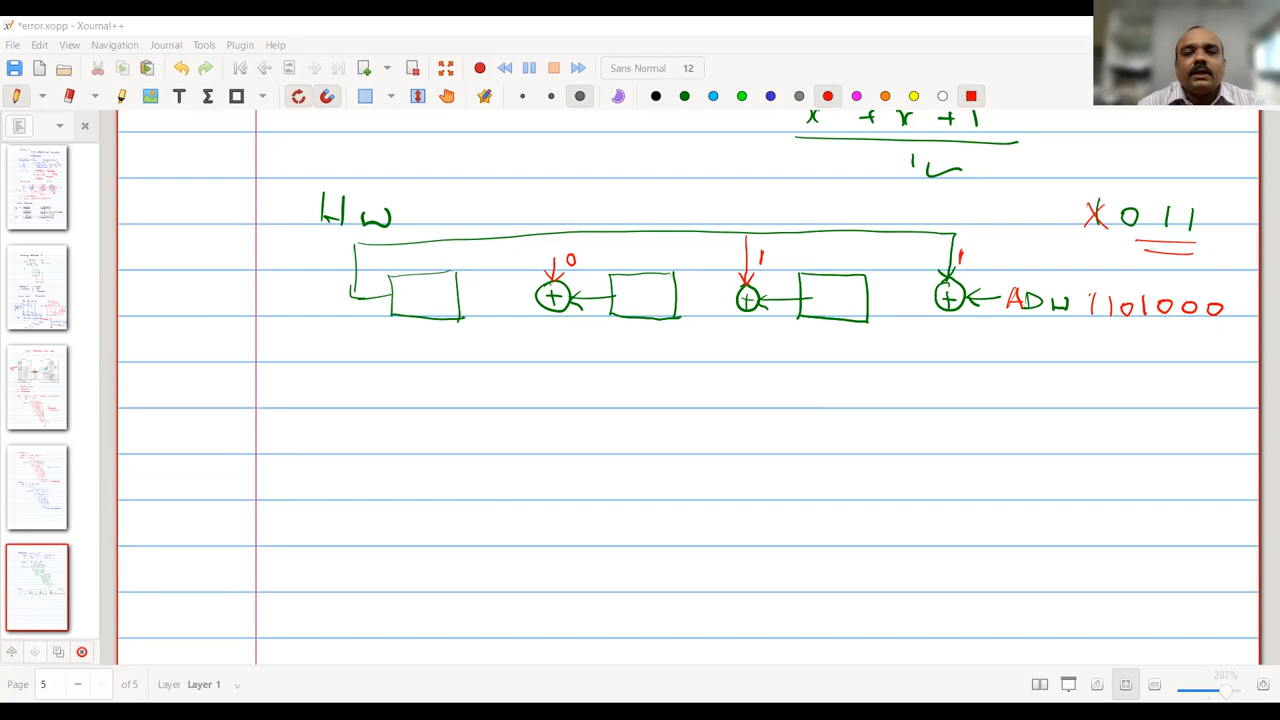 *error.xopp - Xournal++
File Edit View Navigation Journal Tools Plugin Help
Sans Normal 12
+ x + 1
HW
X 0 1 1
0 1 1
ADW 1101000
Page 5 of 5 Layer Layer 1 287%